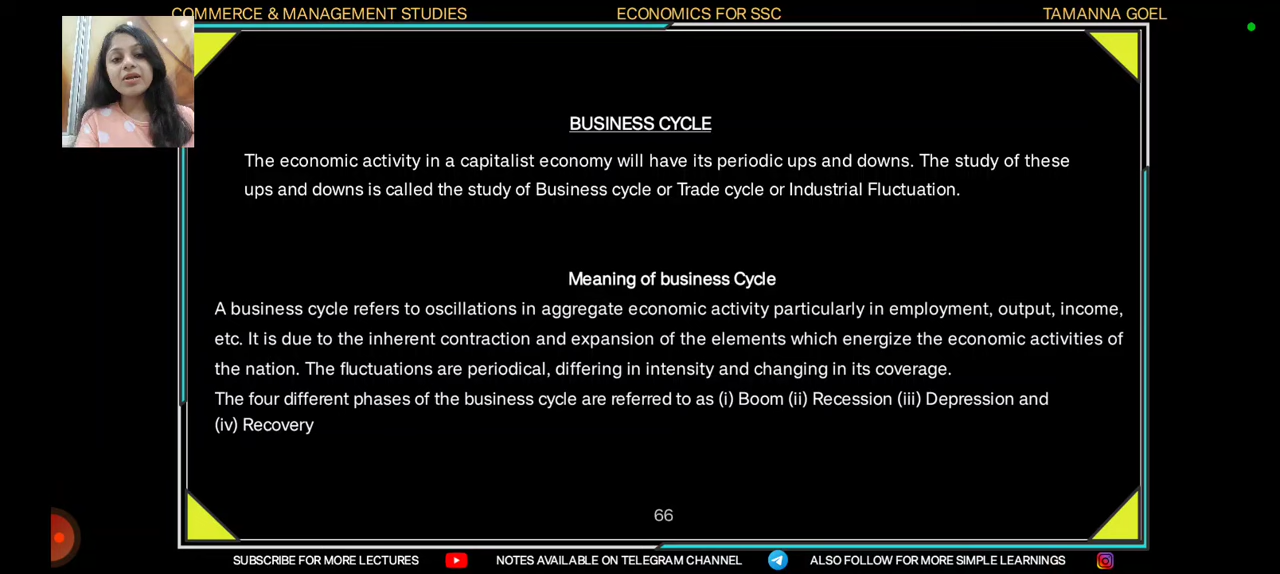 COMMERCE & MANAGEMENT STUDIES ECONOMICS FOR SSC TAMANNA GOEL
BUSINESS CYCLE
The economic activity in a capitalist economy will have its periodic ups and downs. The study of these
ups and downs is called the study of Business cycle or Trade cycle or Industrial Fluctuation.
Meaning of business Cycle
A business cycle refers to oscillations in aggregate economic activity particularly in employment, output, income,
etc. It is due to the inherent contraction and expansion of the elements which energize the economic activities of
the nation. The fluctuations are periodical, differing in intensity and changing in its coverage.
The four different phases of the business cycle are referred to as (i) Boom (ii) Recession (iii) Depression and
(iv) Recovery
66
SUBSCRIBE FOR MORE LECTURES NOTES AVAILABLE ON TELEGRAM CHANNEL ALSO FOLLOW FOR MORE SIMPLE LEARNINGS